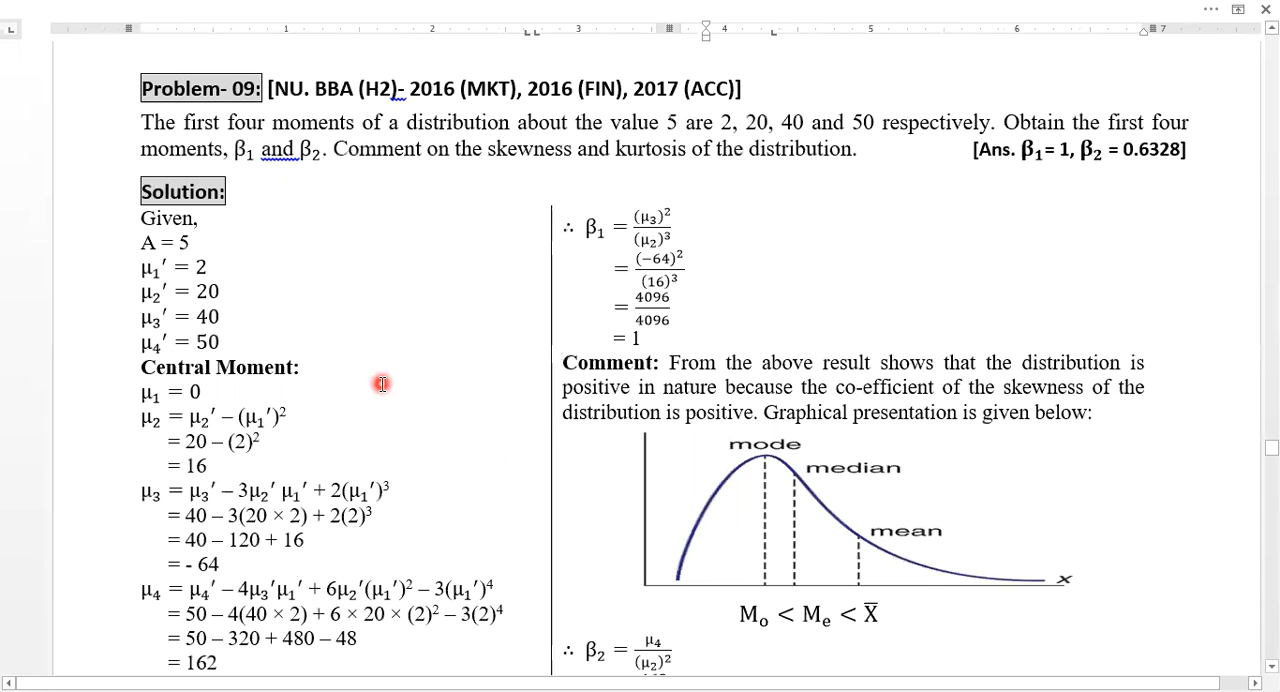 1 2 3 4 5 6 7
Problem- 09: [NU. BBA (H2)- 2016 (MKT), 2016 (FIN), 2017 (ACC)]
The first four moments of a distribution about the value 5 are 2, 20, 40 and 50 respectively. Obtain the first four
moments, β₁ and β₂. Comment on the skewness and kurtosis of the distribution. [Ans. β₁= 1, β₂ = 0.6328]
Solution:
Given,
A = 5
μ₁′ = 2
μ₂′ = 20
μ₃′ = 40
μ₄′ = 50
Central Moment:
μ₁ = 0
μ₂ = μ₂′ – (μ₁′)²
= 20 – (2)²
= 16
μ₃ = μ₃′ – 3μ₂′ μ₁′ + 2(μ₁′)³
= 40 – 3(20 × 2) + 2(2)³
= 40 – 120 + 16
= - 64
μ₄ = μ₄′ – 4μ₃′μ₁′ + 6μ₂′(μ₁′)² – 3(μ₁′)⁴
= 50 – 4(40 × 2) + 6 × 20 × (2)² – 3(2)⁴
= 50 – 320 + 480 – 48
= 162
∴ β₁ = (μ₃)²/(μ₂)³
= (-64)²/(16)³
= 4096/4096
= 1
Comment: From the above result shows that the distribution is
positive in nature because the co-efficient of the skewness of the
distribution is positive. Graphical presentation is given below:
mode
median
mean
x
Mₒ < Mₑ < X̅
∴ β₂ = μ₄/(μ₂)²